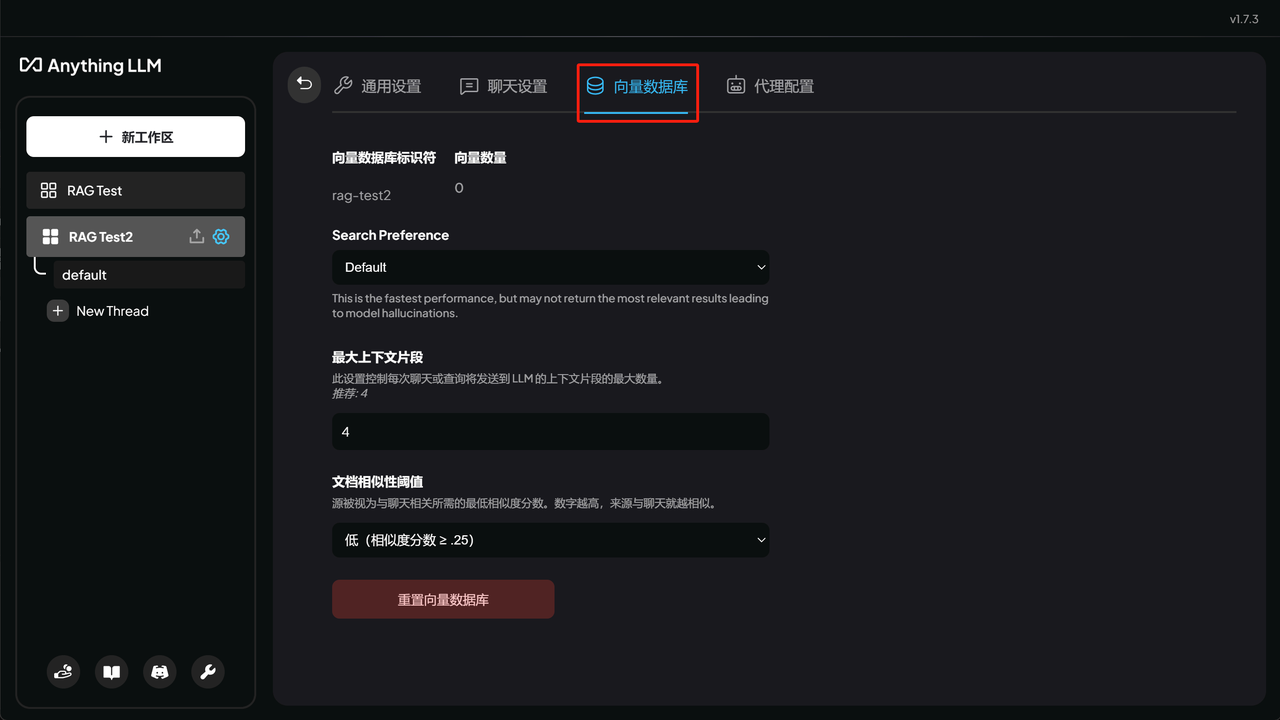 v1.7.3
Anything LLM
新工作区
RAG Test
RAG Test2
default
New Thread
通用设置
聊天设置
向量数据库
代理配置
向量数据库标识符 向量数量
rag-test2 0
Search Preference
Default
This is the fastest performance, but may not return the most relevant results leading
to model hallucinations.
最大上下文片段
此设置控制每次聊天或查询将发送到 LLM 的上下文片段的最大数量。
推荐: 4
4
文档相似性阈值
源被视为与聊天相关所需的最低相似度分数。数字越高，来源与聊天就越相似。
低（相似度分数 ≥ .25）
重置向量数据库